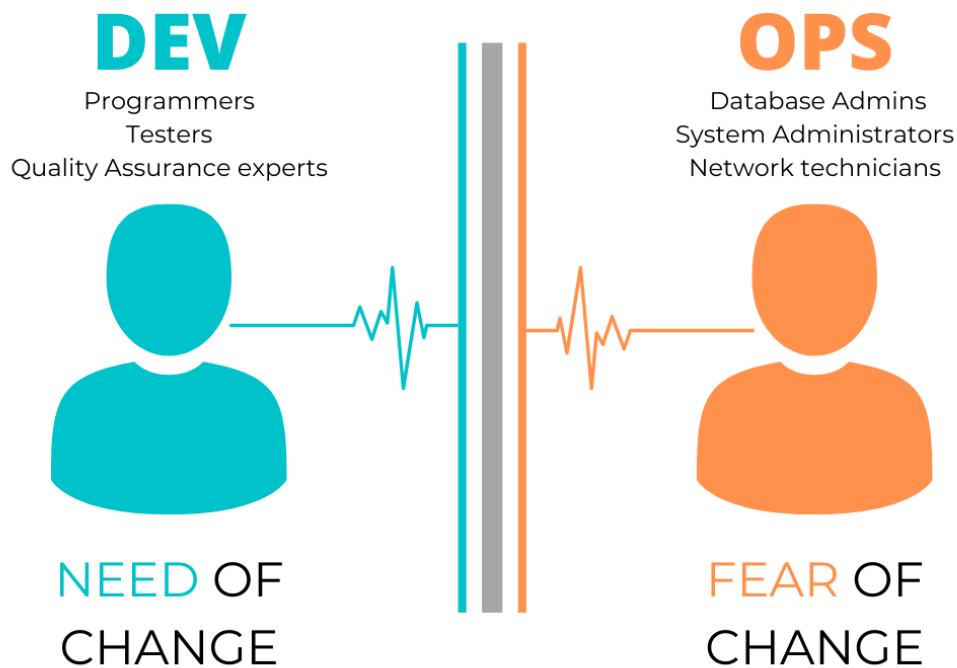 DEV
Programmers
Testers
Quality Assurance experts
NEED OF
CHANGE
OPS
Database Admins
System Administrators
Network technicians
FEAR OF
CHANGE